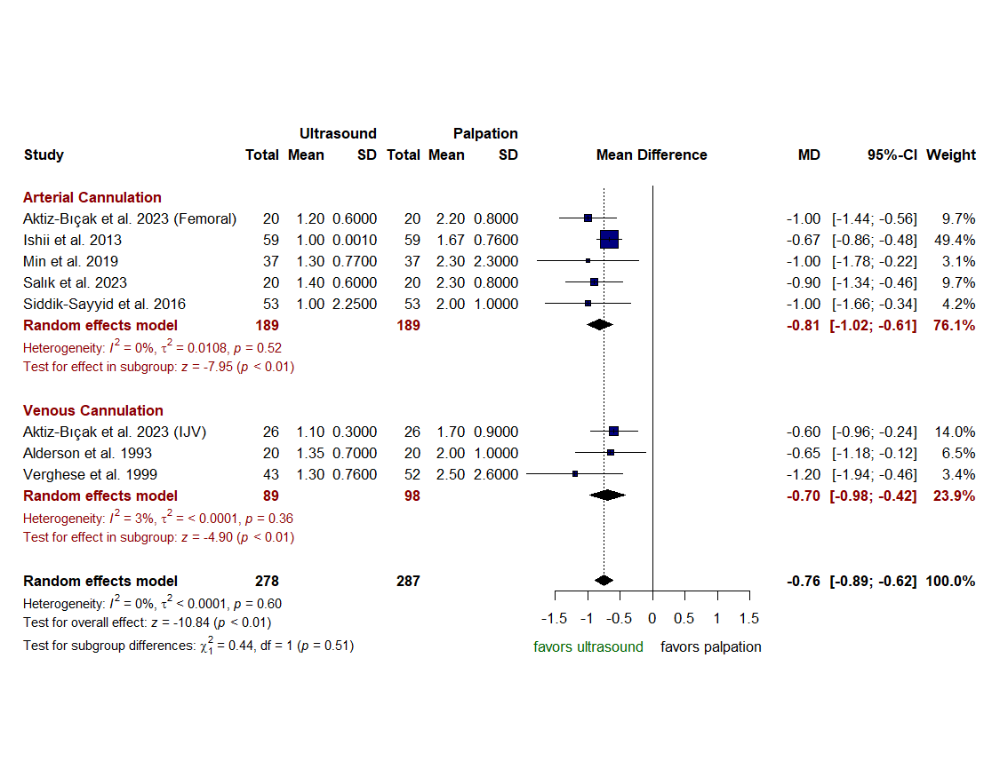 Ultrasound Palpation
Study Total Mean SD Total Mean SD Mean Difference MD 95%-CI Weight
Arterial Cannulation
Aktiz-Bıçak et al. 2023 (Femoral) 20 1.20 0.6000 20 2.20 0.8000 -1.00 [-1.44; -0.56] 9.7%
Ishii et al. 2013 59 1.00 0.0010 59 1.67 0.7600 -0.67 [-0.86; -0.48] 49.4%
Min et al. 2019 37 1.30 0.7700 37 2.30 2.3000 -1.00 [-1.78; -0.22] 3.1%
Salık et al. 2023 20 1.40 0.6000 20 2.30 0.8000 -0.90 [-1.34; -0.46] 9.7%
Siddik-Sayyid et al. 2016 53 1.00 2.2500 53 2.00 1.0000 -1.00 [-1.66; -0.34] 4.2%
Random effects model 189 189 -0.81 [-1.02; -0.61] 76.1%
Heterogeneity: I² = 0%, τ² = 0.0108, p = 0.52
Test for effect in subgroup: z = -7.95 (p < 0.01)
Venous Cannulation
Aktiz-Bıçak et al. 2023 (IJV) 26 1.10 0.3000 26 1.70 0.9000 -0.60 [-0.96; -0.24] 14.0%
Alderson et al. 1993 20 1.35 0.7000 20 2.00 1.0000 -0.65 [-1.18; -0.12] 6.5%
Verghese et al. 1999 43 1.30 0.7600 52 2.50 2.6000 -1.20 [-1.94; -0.46] 3.4%
Random effects model 89 98 -0.70 [-0.98; -0.42] 23.9%
Heterogeneity: I² = 3%, τ² = < 0.0001, p = 0.36
Test for effect in subgroup: z = -4.90 (p < 0.01)
Random effects model 278 287 -0.76 [-0.89; -0.62] 100.0%
Heterogeneity: I² = 0%, τ² < 0.0001, p = 0.60
-1.5 -1 -0.5 0 0.5 1 1.5
Test for overall effect: z = -10.84 (p < 0.01)
Test for subgroup differences: χ²₁ = 0.44, df = 1 (p = 0.51)
favors ultrasound favors palpation